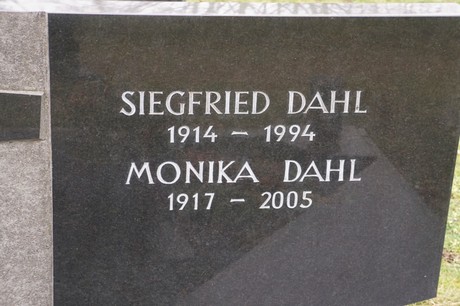 SIEGFRIED DAHL
1914 – 1994
MONIKA DAHL
1917 – 2005